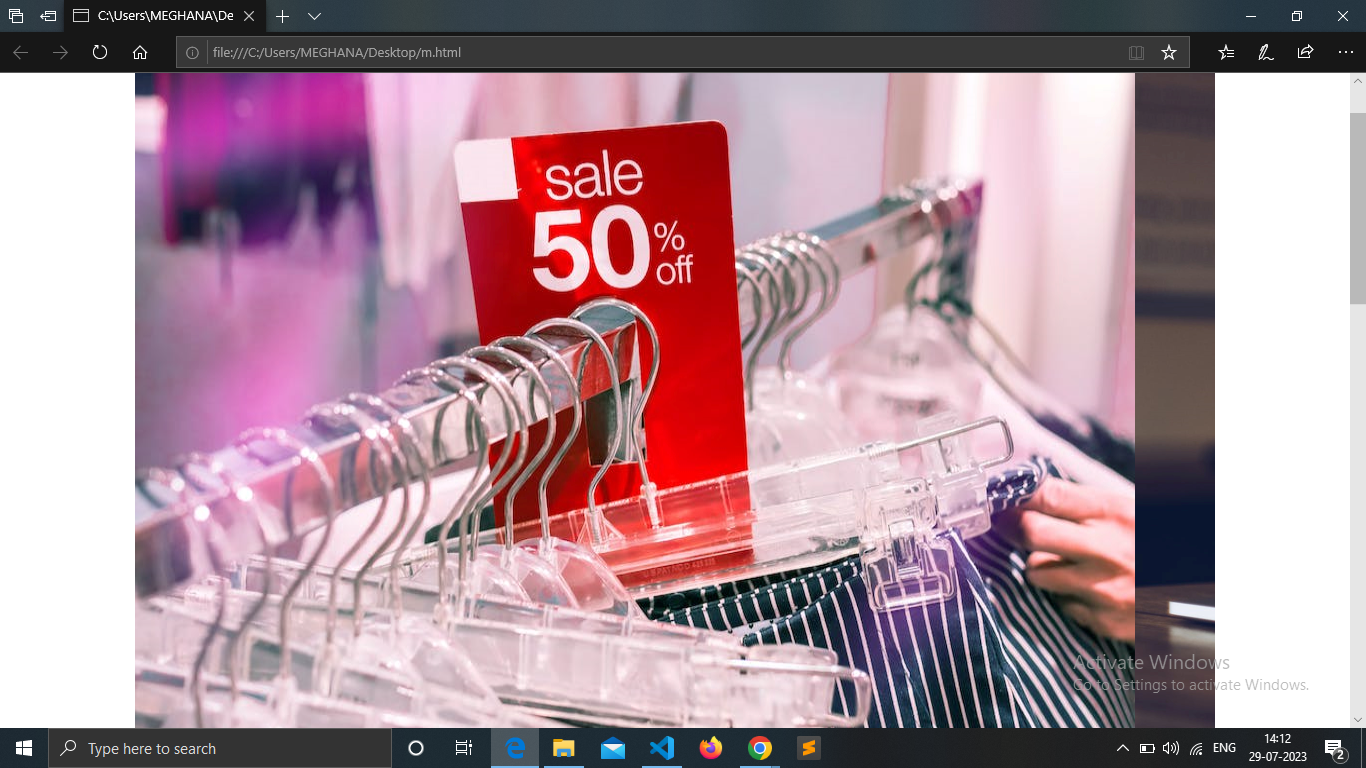 C:\Users\MEGHANA\De
file:///C:/Users/MEGHANA/Desktop/m.html
sale
50%
off
Activate Windows
Go to Settings to activate Windows.
Type here to search
ENG
14:12
29-07-2023
2